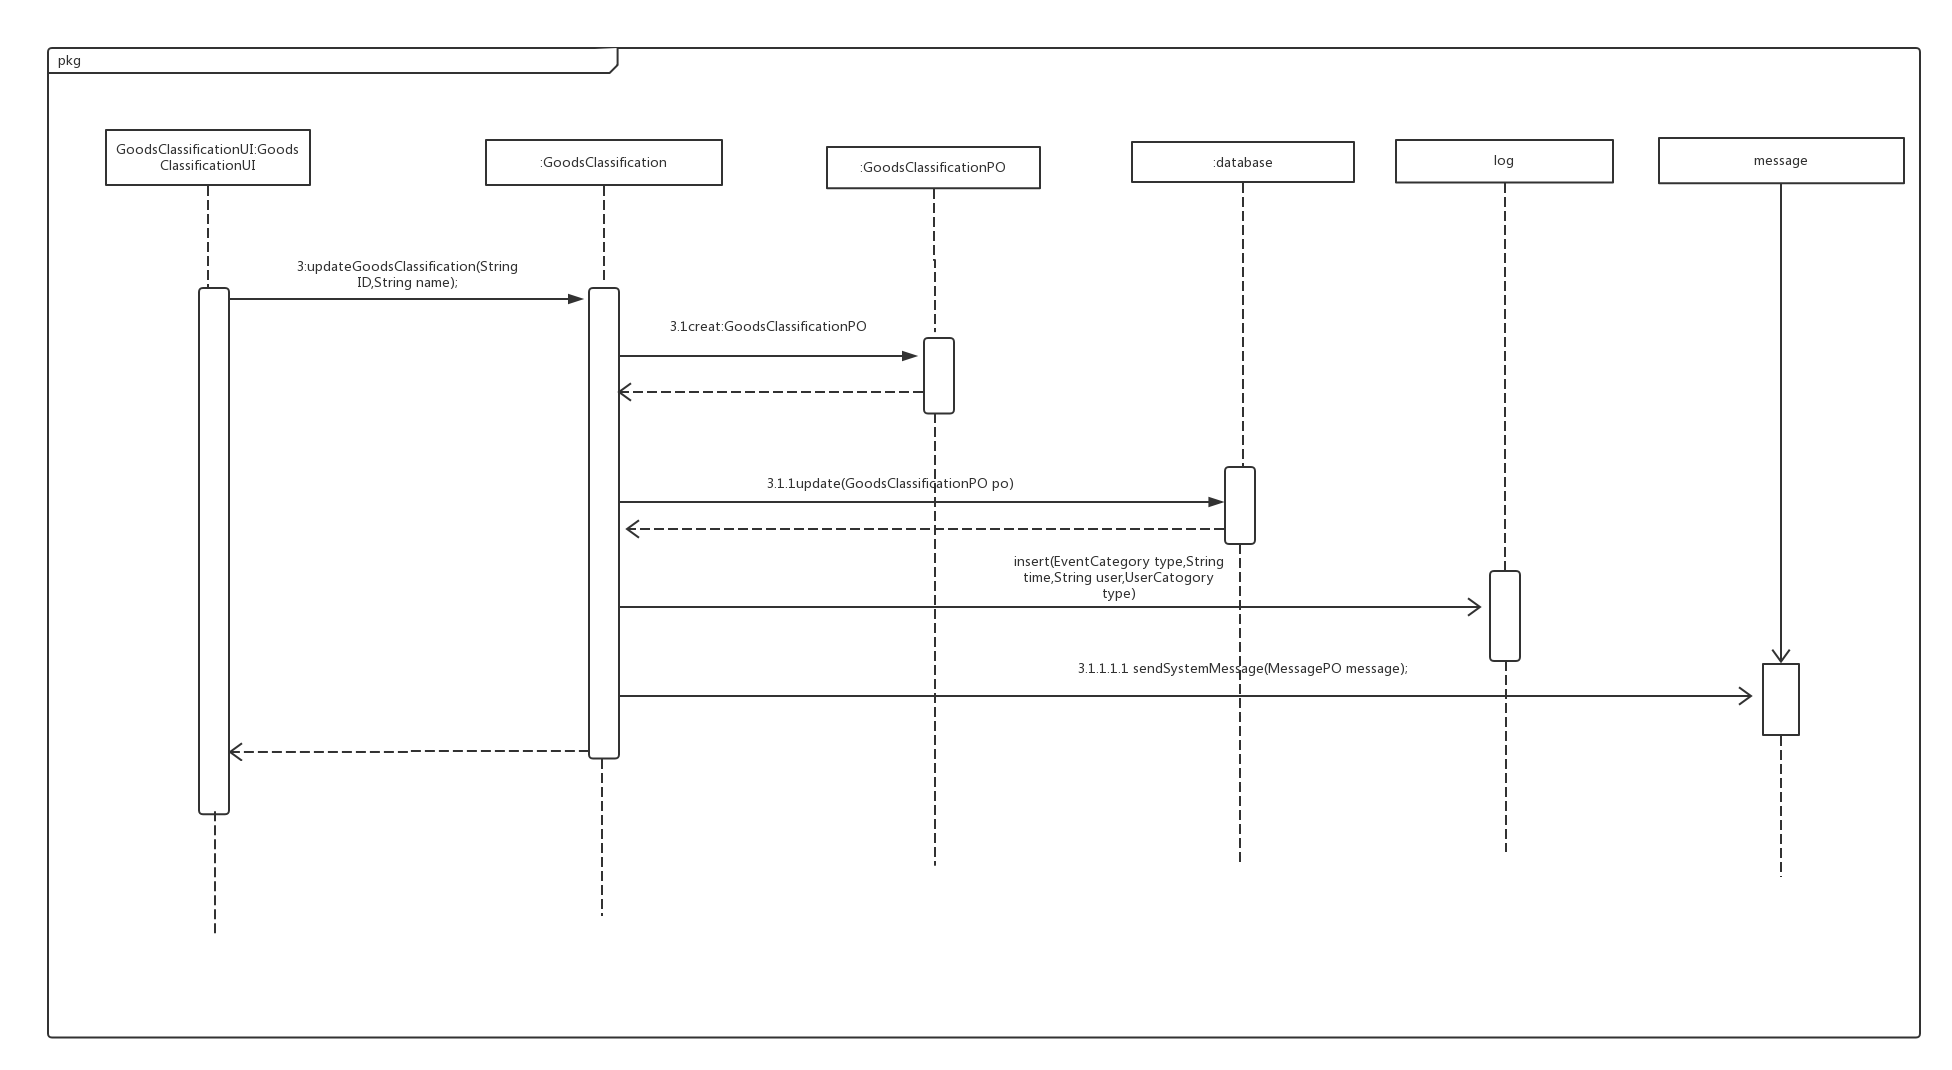 pkg
GoodsClassificationUI:Goods
ClassificationUI
:GoodsClassification
:GoodsClassificationPO
:database
log
message
3:updateGoodsClassification(String
ID,String name);
3.1creat:GoodsClassificationPO
3.1.1update(GoodsClassificationPO po)
insert(EventCategory type,String
time,String user,UserCatogory
type)
3.1.1.1.1 sendSystemMessage(MessagePO message);